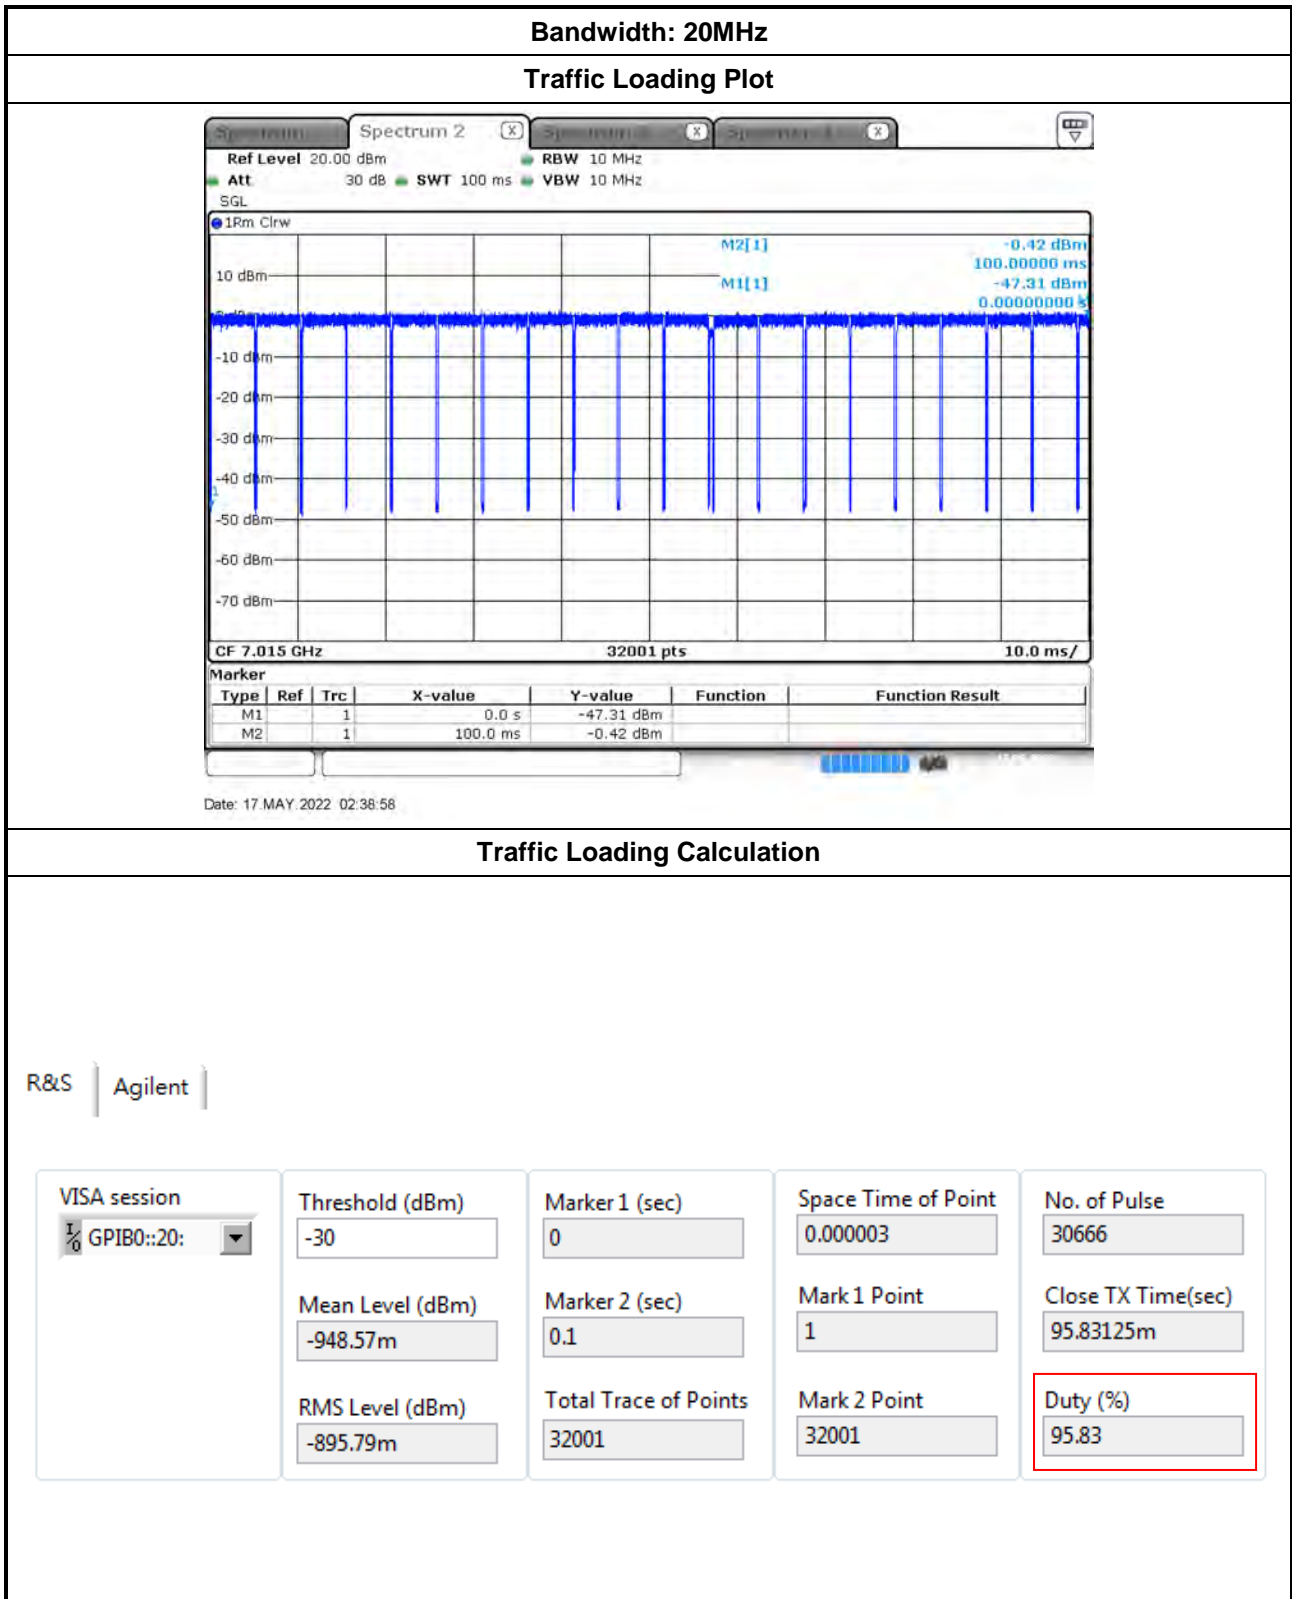 Bandwidth: 20MHz
Traffic Loading Plot
Spectrum 2
Ref Level 20.00 dBm RBW 10 MHz
Att 30 dB SWT 100 ms VBW 10 MHz
SGL
1Rm Clrw
M2[1] -0.42 dBm
100.00000 ms
10 dBm
M1[1] -47.31 dBm
0.00000000 s
-10 dBm
-20 dBm
-30 dBm
-40 dBm
-50 dBm
-60 dBm
-70 dBm
CF 7.015 GHz 32001 pts 10.0 ms/
Marker
Type Ref Trc X-value Y-value Function Function Result
M1 1 0.0 s -47.31 dBm
M2 1 100.0 ms -0.42 dBm
Date: 17.MAY.2022 02:38:58
Traffic Loading Calculation
R&S Agilent
VISA session
GPIB0::20:
Threshold (dBm)
-30
Mean Level (dBm)
-948.57m
RMS Level (dBm)
-895.79m
Marker 1 (sec)
0
Marker 2 (sec)
0.1
Total Trace of Points
32001
Space Time of Point
0.000003
Mark 1 Point
1
Mark 2 Point
32001
No. of Pulse
30666
Close TX Time(sec)
95.83125m
Duty (%)
95.83